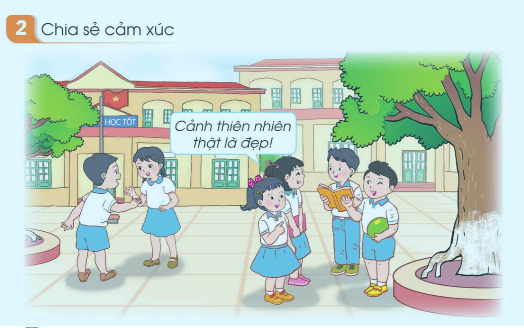 2 Chia sẻ cảm xúc
HỌC TỐT
Cảnh thiên nhiên
thật là đẹp!